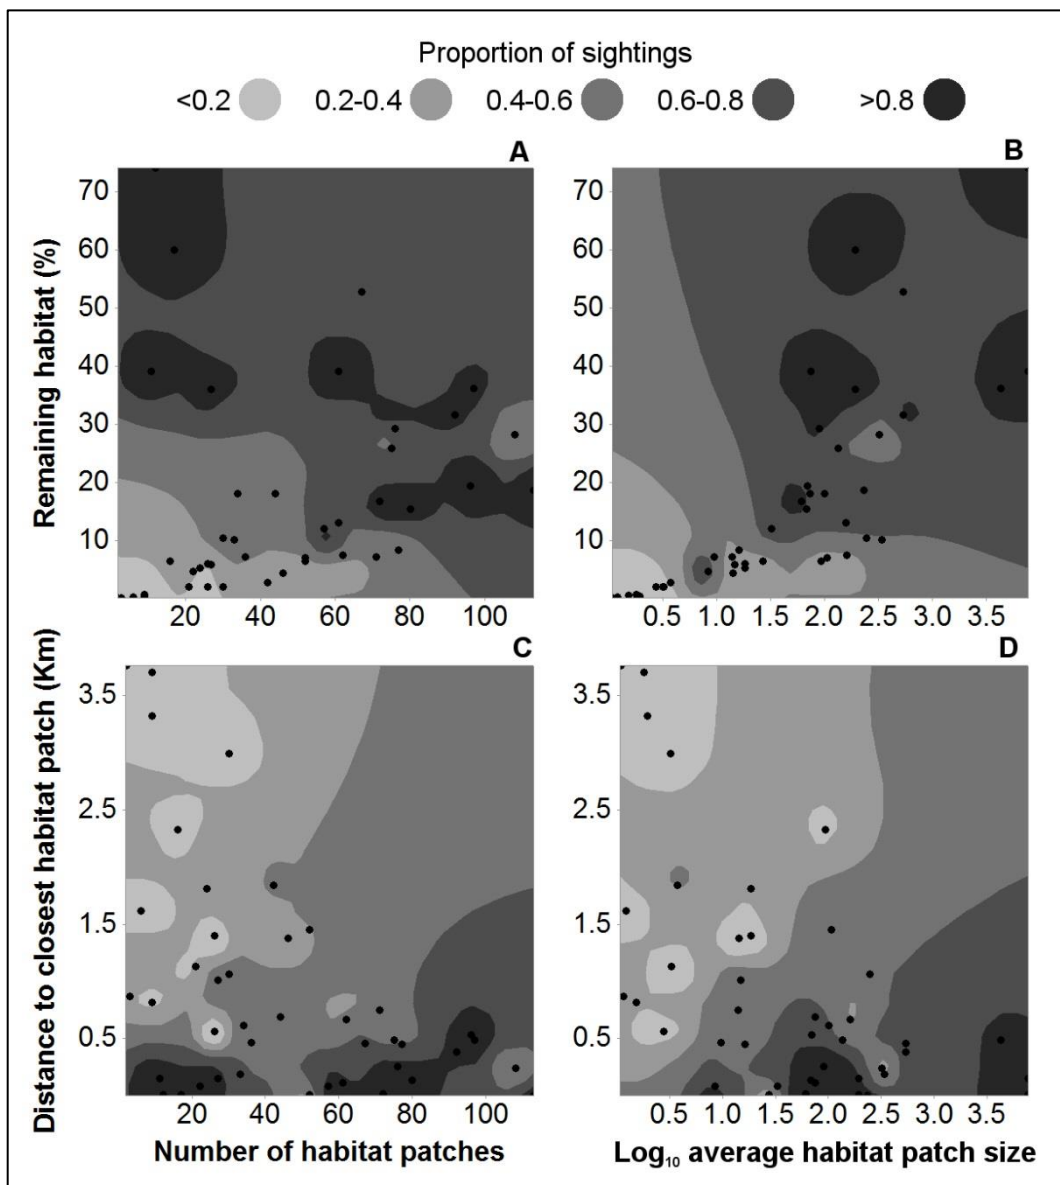 Proportion of sightings
<0.2 0.2-0.4 0.4-0.6 0.6-0.8 >0.8
A
B
Remaining habitat (%)
70
60
50
40
30
20
10
20 40 60 80 100
70
60
50
40
30
20
10
0.5 1.0 1.5 2.0 2.5 3.0 3.5
C
D
Distance to closest habitat patch (Km)
3.5
2.5
1.5
0.5
20 40 60 80 100
3.5
2.5
1.5
0.5
0.5 1.0 1.5 2.0 2.5 3.0 3.5
Number of habitat patches
Log₁₀ average habitat patch size